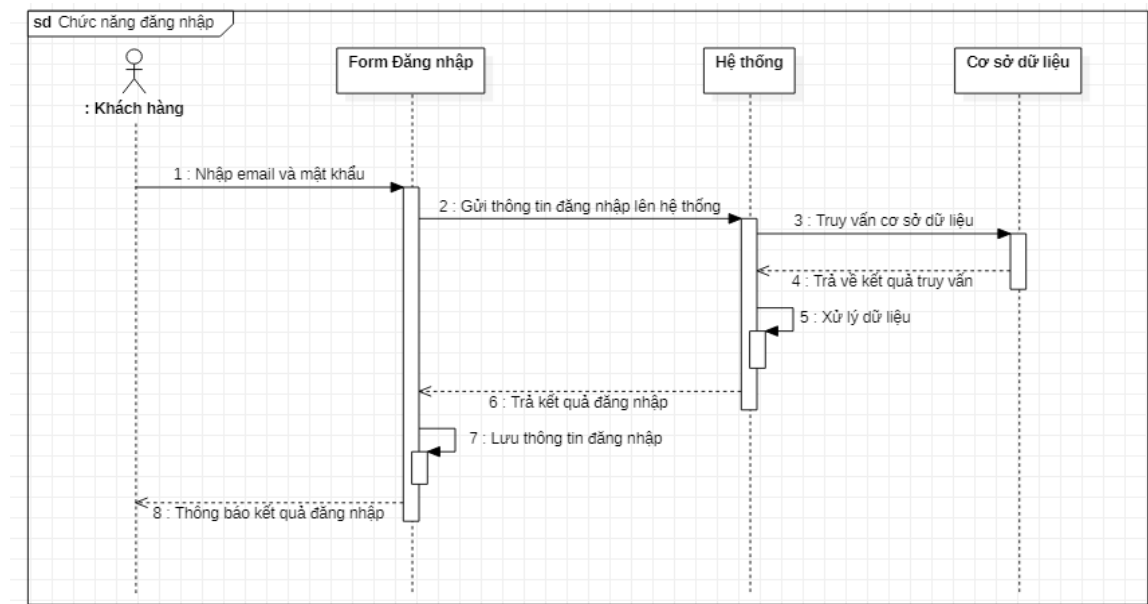 sd Chức năng đăng nhập
: Khách hàng
Form Đăng nhập
Hệ thống
Cơ sở dữ liệu
1 : Nhập email và mật khẩu
2 : Gửi thông tin đăng nhập lên hệ thống
3 : Truy vấn cơ sở dữ liệu
4 : Trả về kết quả truy vấn
5 : Xử lý dữ liệu
6 : Trả kết quả đăng nhập
7 : Lưu thông tin đăng nhập
8 : Thông báo kết quả đăng nhập